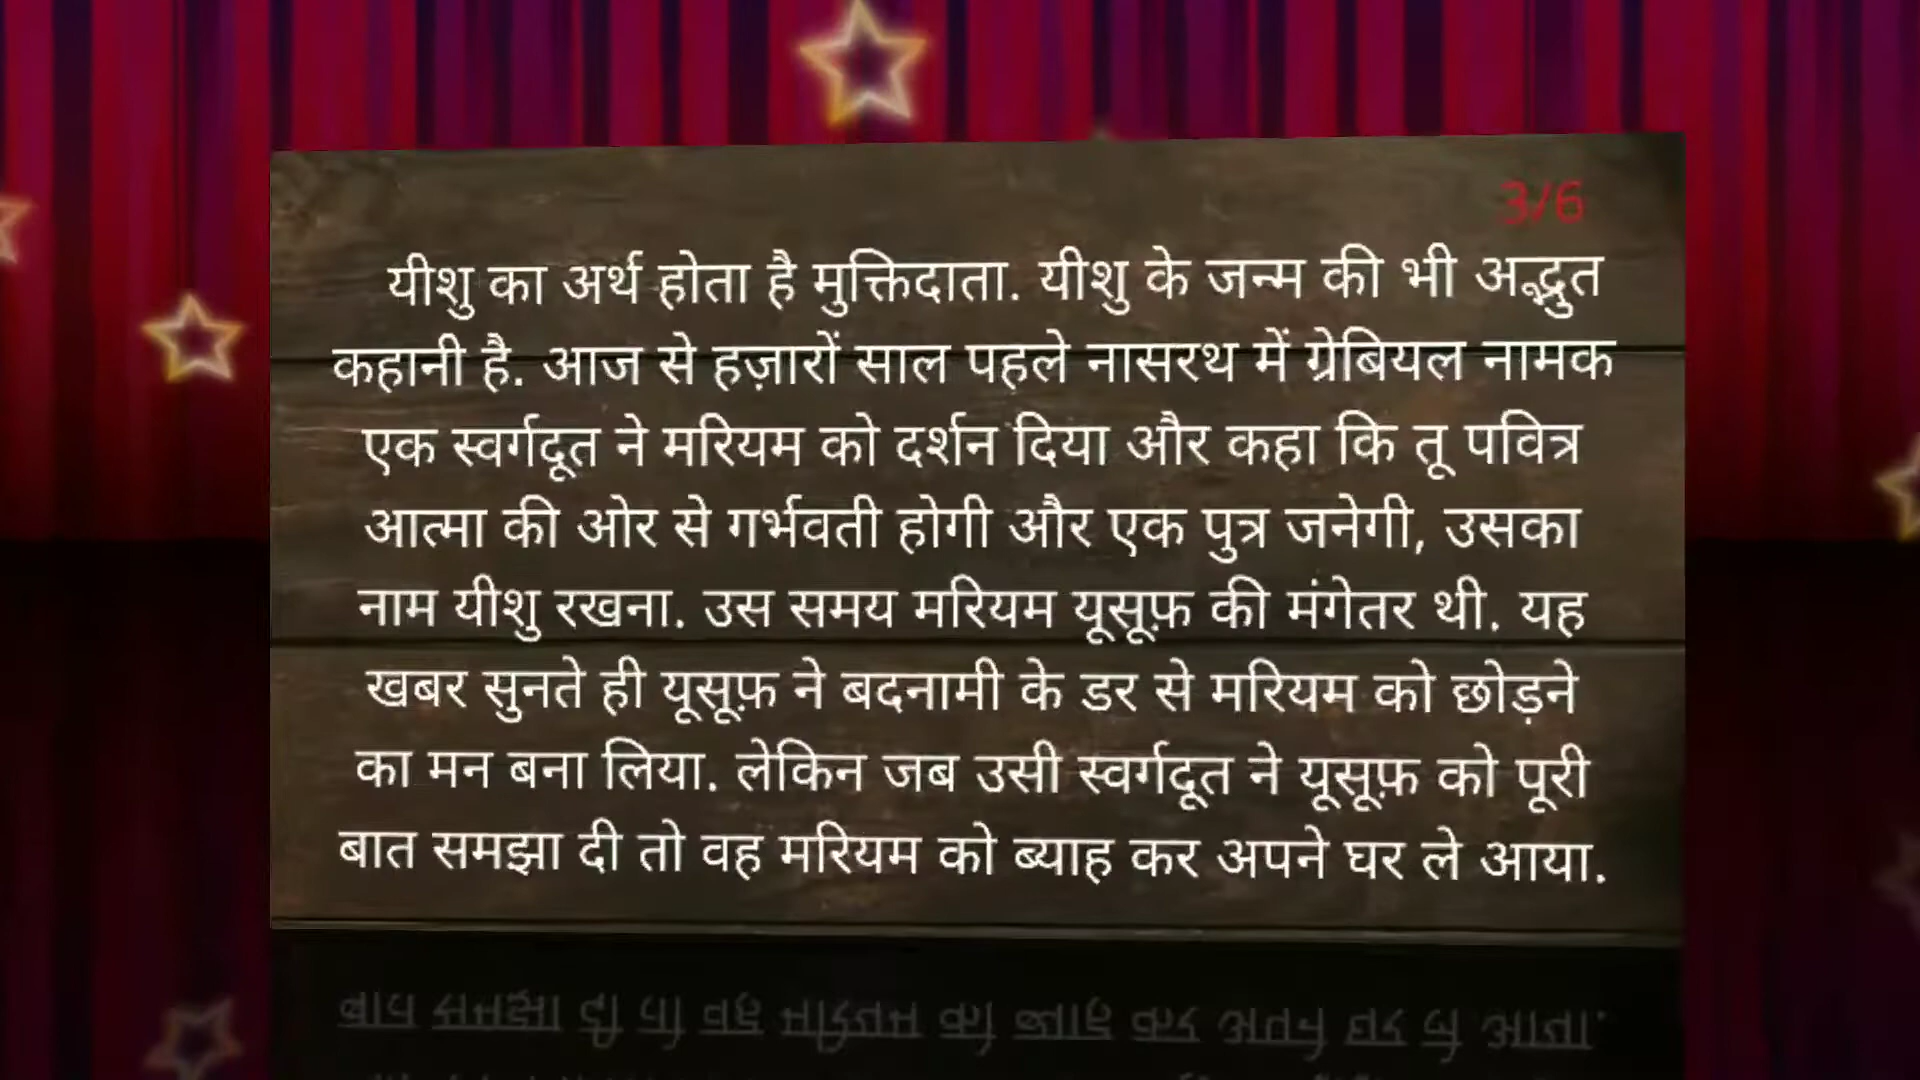 3/6
यीशु का अर्थ होता है मुक्तिदाता. यीशु के जन्म की भी अद्भुत
कहानी है. आज से हज़ारों साल पहले नासरथ में ग्रेबियल नामक
एक स्वर्गदूत ने मरियम को दर्शन दिया और कहा कि तू पवित्र
आत्मा की ओर से गर्भवती होगी और एक पुत्र जनेगी, उसका
नाम यीशु रखना. उस समय मरियम यूसूफ़ की मंगेतर थी. यह
खबर सुनते ही यूसूफ़ ने बदनामी के डर से मरियम को छोड़ने
का मन बना लिया. लेकिन जब उसी स्वर्गदूत ने यूसूफ़ को पूरी
बात समझा दी तो वह मरियम को ब्याह कर अपने घर ले आया.